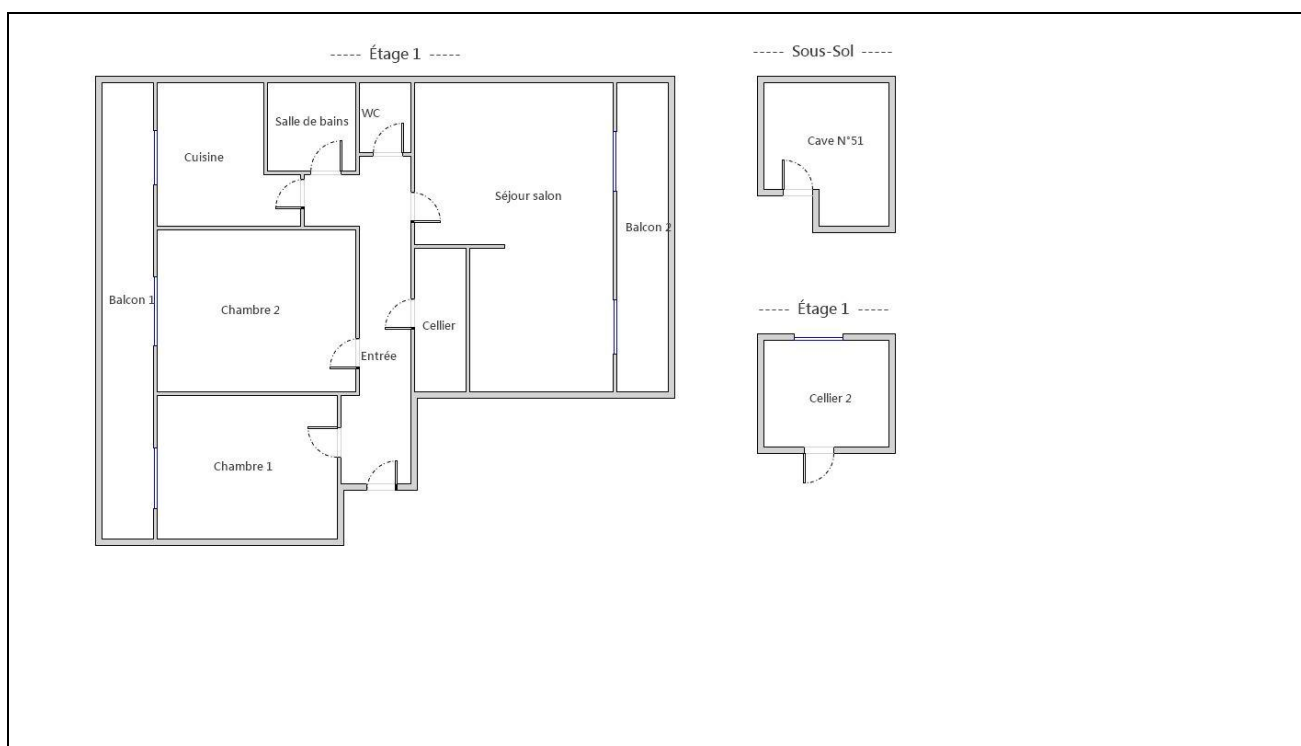 ----- Étage 1 -----
Salle de bains
WC
Cuisine
Séjour salon
Balcon 2
Balcon 1
Chambre 2
Cellier
Entrée
Chambre 1
----- Sous-Sol -----
Cave N°51
----- Étage 1 -----
Cellier 2